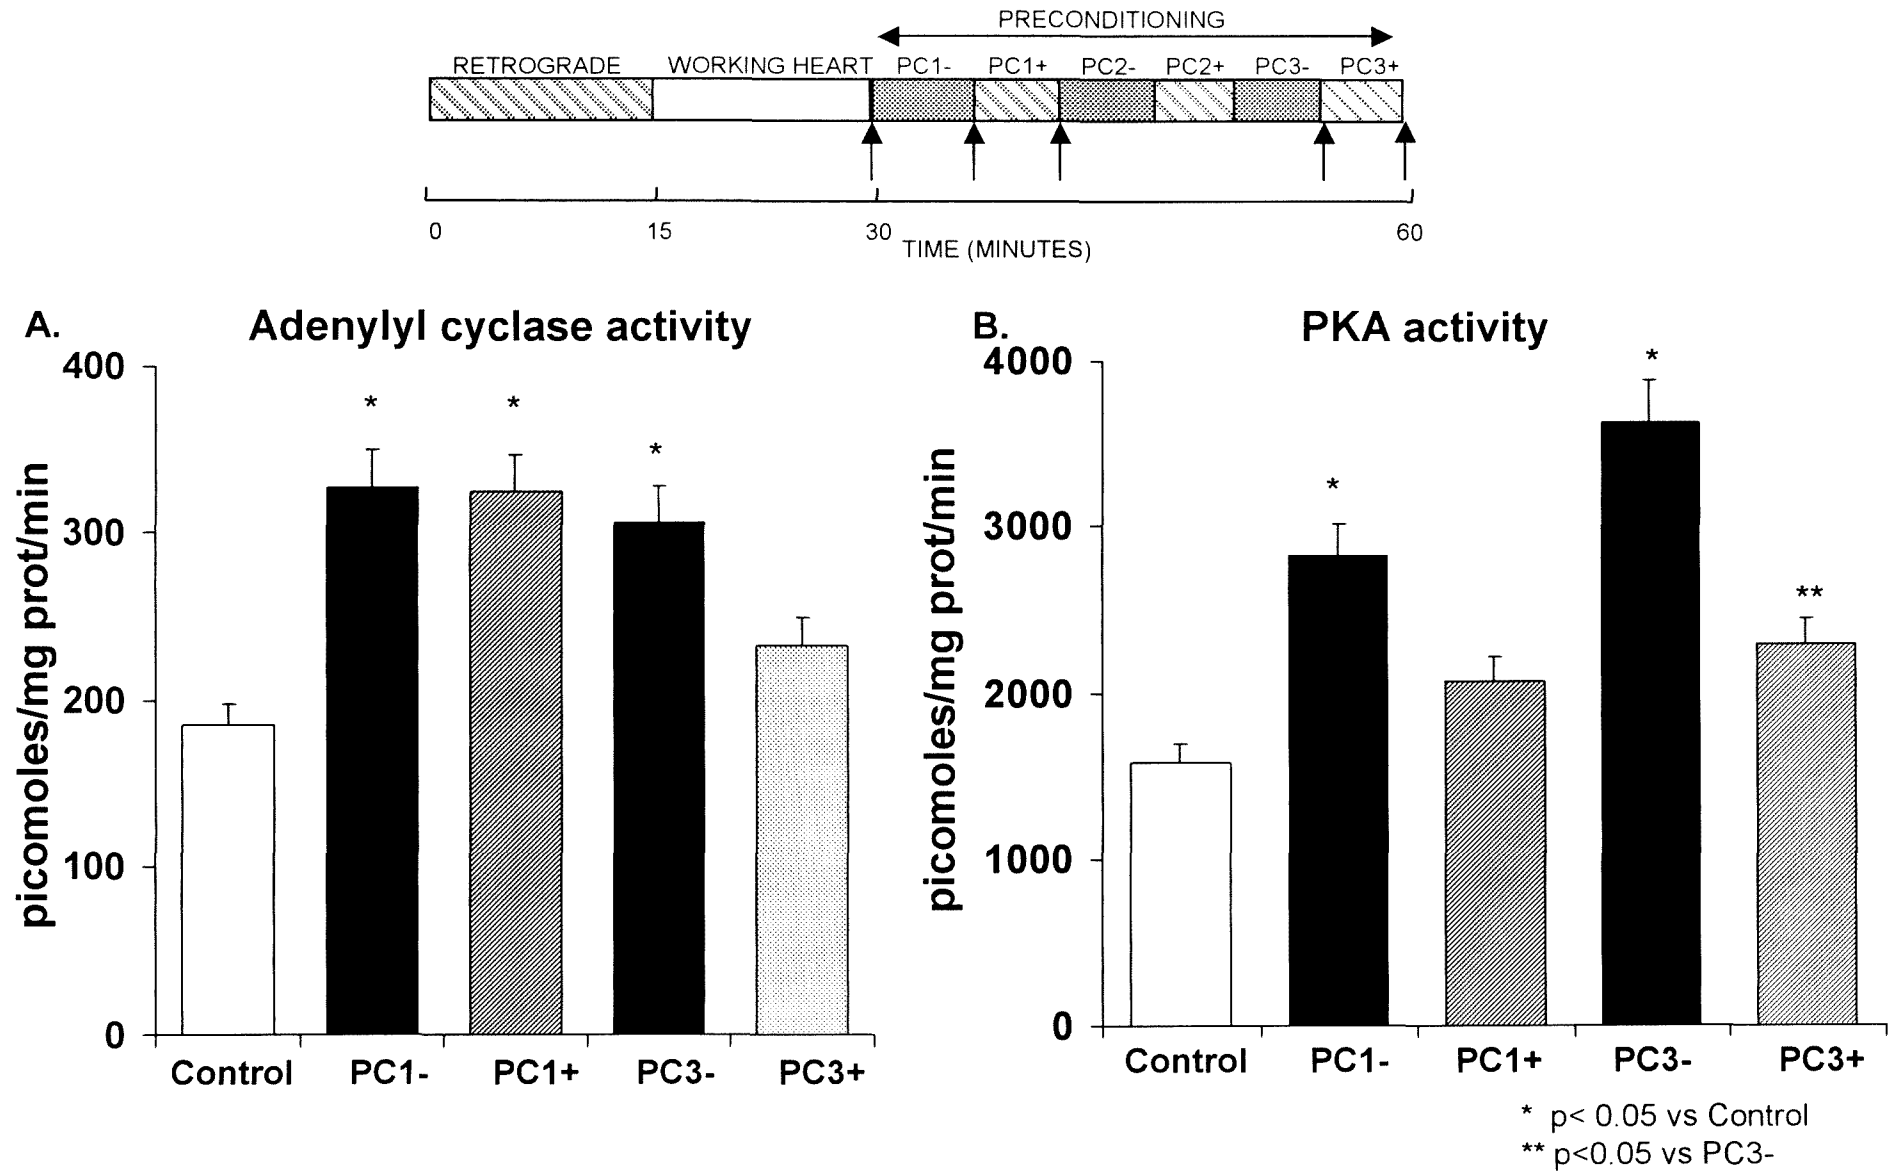 PRECONDITIONING
RETROGRADE WORKING HEART PC1- PC1+ PC2- PC2+ PC3- PC3+
0 15 30 60
TIME (MINUTES)
A. Adenylyl cyclase activity
picomoles/mg prot/min
400
300
200
100
0
* * *
Control PC1- PC1+ PC3- PC3+
B. PKA activity
picomoles/mg prot/min
4000
3000
2000
1000
0
* * **
Control PC1- PC1+ PC3- PC3+
* p< 0.05 vs Control
** p<0.05 vs PC3-